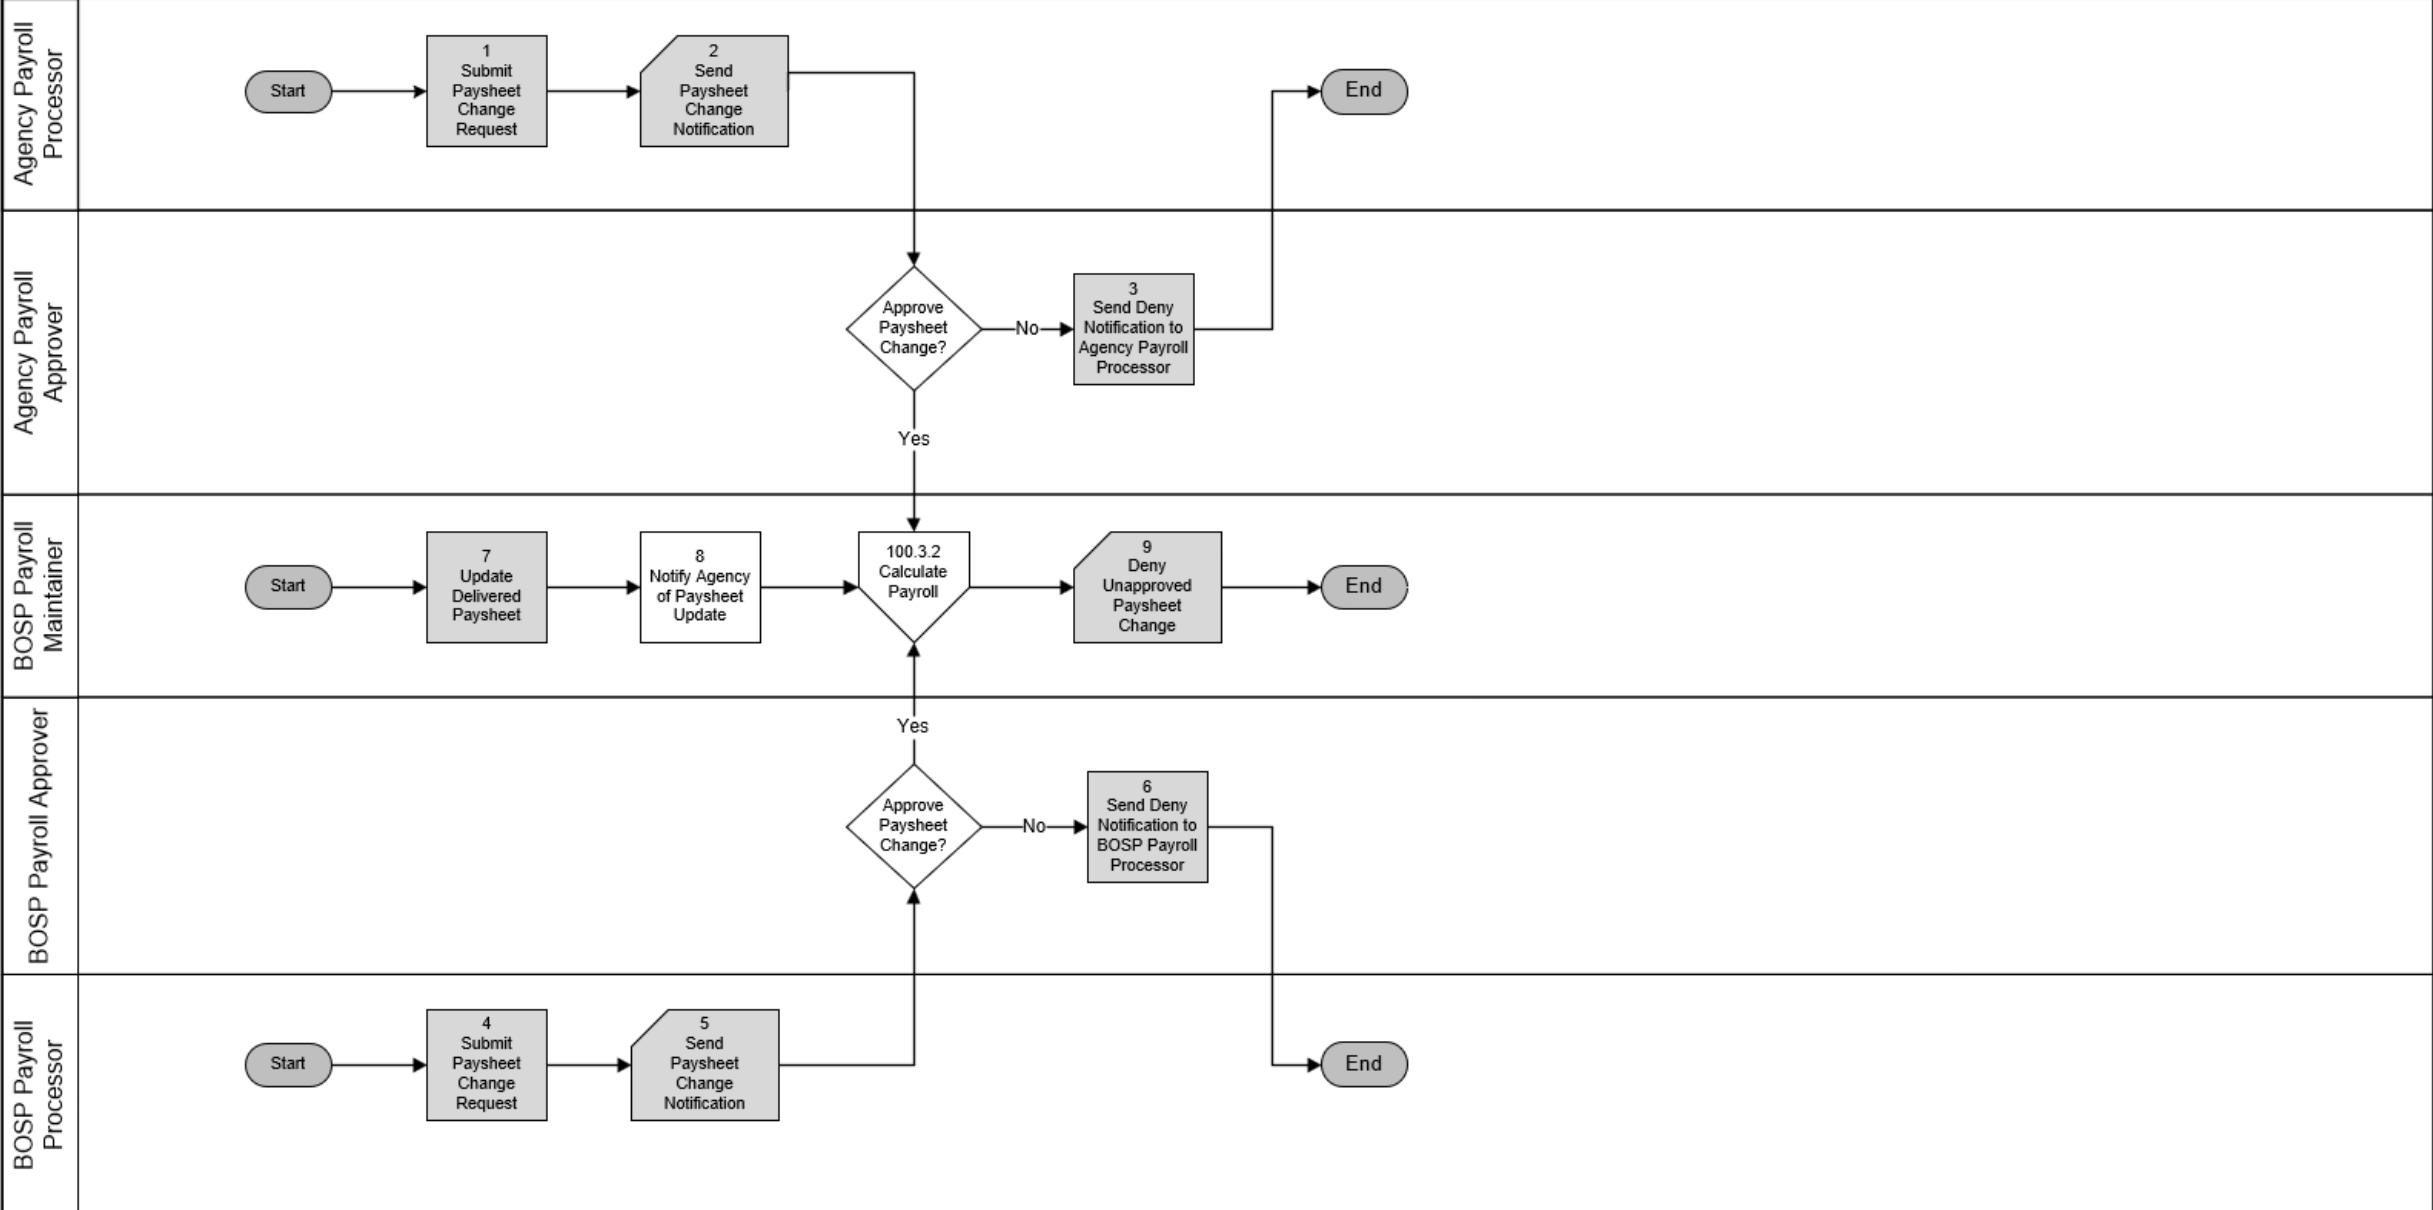 Agency Payroll
Processor
Start
1
Submit
Paysheet
Change
Request
2
Send
Paysheet
Change
Notification
End
Agency Payroll
Approver
Approve
Paysheet
Change?
No
3
Send Deny
Notification to
Agency Payroll
Processor
Yes
BOSP Payroll
Maintainer
Start
7
Update
Delivered
Paysheet
8
Notify Agency
of Paysheet
Update
100.3.2
Calculate
Payroll
9
Deny
Unapproved
Paysheet
Change
End
BOSP Payroll Approver
Yes
Approve
Paysheet
Change?
No
6
Send Deny
Notification to
BOSP Payroll
Processor
BOSP Payroll
Processor
Start
4
Submit
Paysheet
Change
Request
5
Send
Paysheet
Change
Notification
End